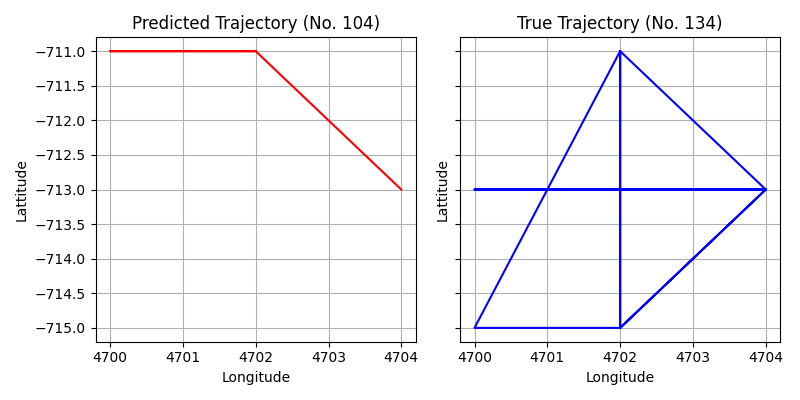 Predicted Trajectory (No. 104)
−711.0
−711.5
−712.0
−712.5
−713.0
−713.5
−714.0
−714.5
−715.0
Lattitude
4700 4701 4702 4703 4704
Longitude
True Trajectory (No. 134)
Lattitude
4700 4701 4702 4703 4704
Longitude